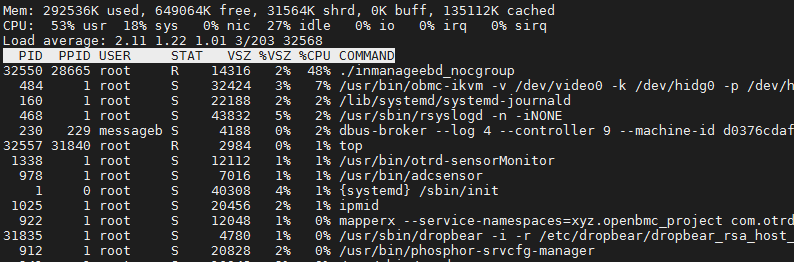 Mem: 292536K used, 649064K free, 31564K shrd, 0K buff, 135112K cached
CPU:  53% usr  18% sys   0% nic  27% idle   0% io   0% irq   0% sirq
Load average: 2.11 1.22 1.01 3/203 32568
  PID  PPID USER     STAT   VSZ %VSZ %CPU COMMAND
32550 28665 root     R    14316   2%  48% ./inmanageebd_nocgroup
  484     1 root     S    32424   3%   7% /usr/bin/obmc-ikvm -v /dev/video0 -k /dev/hidg0 -p /dev/h
  160     1 root     S    22188   2%   2% /lib/systemd/systemd-journald
  468     1 root     S    43832   5%   2% /usr/sbin/rsyslogd -n -iNONE
  230   229 messageb S     4188   0%   2% dbus-broker --log 4 --controller 9 --machine-id d0376cdaf
32557 31840 root     R     2984   0%   1% top
 1338     1 root     S    12112   1%   1% /usr/bin/otrd-sensorMonitor
  978     1 root     S     7016   1%   1% /usr/bin/adcsensor
    1     0 root     S    40308   4%   1% {systemd} /sbin/init
 1025     1 root     S    20456   2%   1% ipmid
  922     1 root     S    12048   1%   0% mapperx --service-namespaces=xyz.openbmc_project com.otrd
31835     1 root     S     4780   1%   0% /usr/sbin/dropbear -i -r /etc/dropbear/dropbear_rsa_host_
  912     1 root     S    20828   2%   0% /usr/bin/phosphor-srvcfg-manager